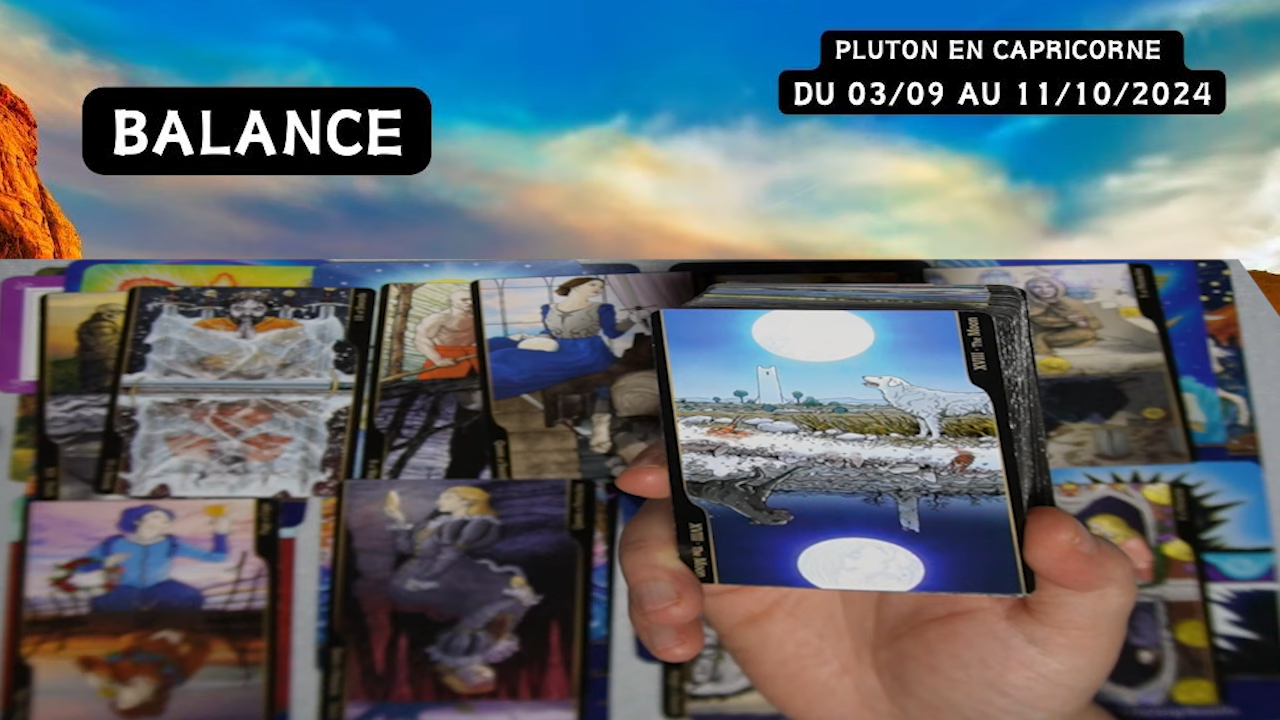 PLUTON EN CAPRICORNE
DU 03/09 AU 11/10/2024
BALANCE
XVIII - The Moon
XVIII - The Moon